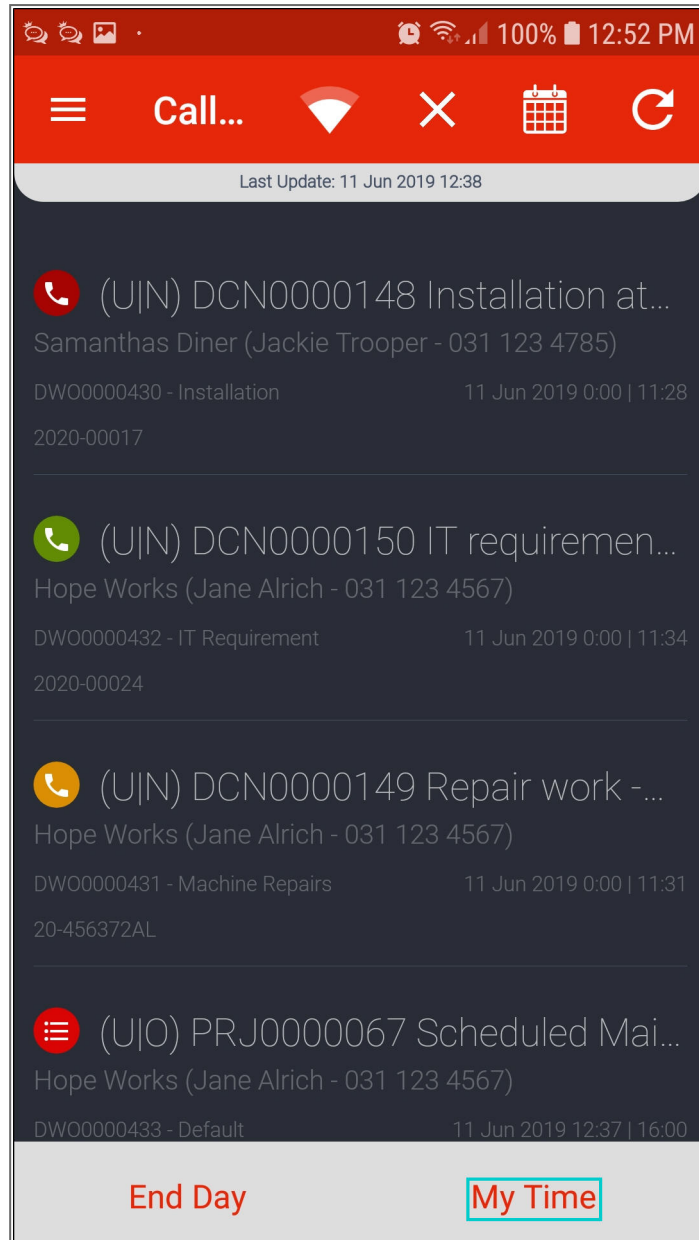 100% 12:52 PM
Call...
Last Update: 11 Jun 2019 12:38
(U|N) DCN0000148 Installation at...
Samanthas Diner (Jackie Trooper - 031 123 4785)
DWO0000430 - Installation 11 Jun 2019 0:00 | 11:28
2020-00017
(U|N) DCN0000150 IT requiremen...
Hope Works (Jane Alrich - 031 123 4567)
DWO0000432 - IT Requirement 11 Jun 2019 0:00 | 11:34
2020-00024
(U|N) DCN0000149 Repair work -...
Hope Works (Jane Alrich - 031 123 4567)
DWO0000431 - Machine Repairs 11 Jun 2019 0:00 | 11:31
20-456372AL
(U|O) PRJ0000067 Scheduled Mai...
Hope Works (Jane Alrich - 031 123 4567)
DWO0000433 - Default 11 Jun 2019 12:37 | 16:00
End Day My Time